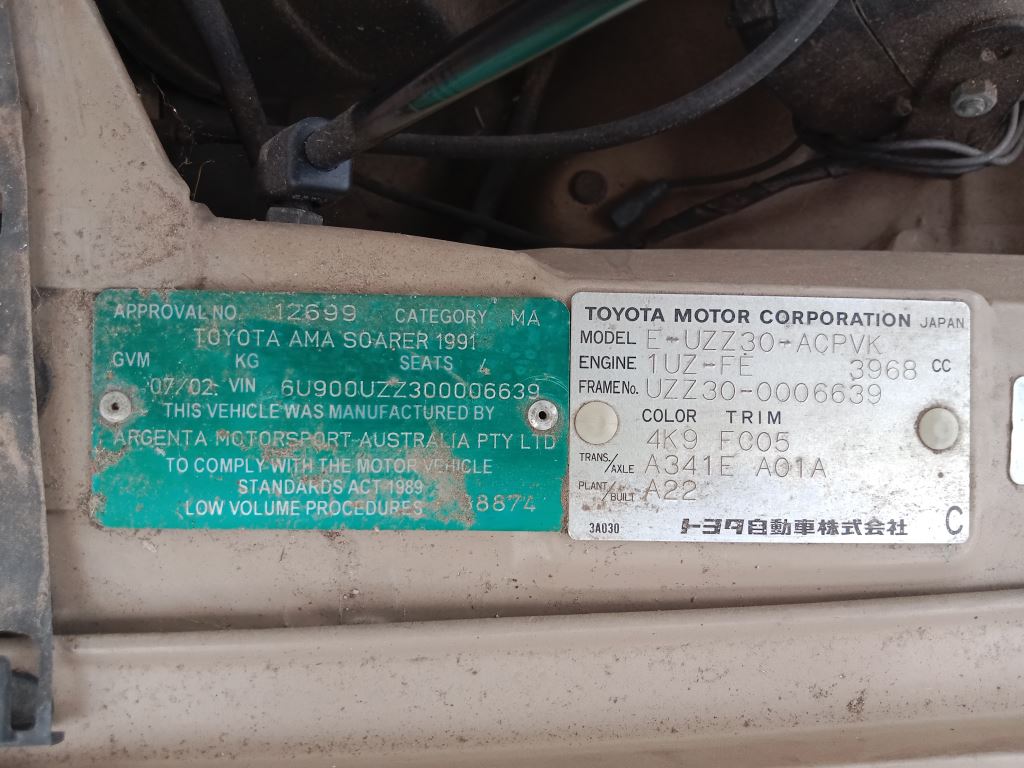 APPROVAL NO. 12699 CATEGORY MA
TOYOTA AMA SOARER 1991
GVM KG SEATS 4
07/02 VIN 6U900UZZ300006639
THIS VEHICLE WAS MANUFACTURED BY
ARGENTA MOTORSPORT AUSTRALIA PTY LTD
TO COMPLY WITH THE MOTOR VEHICLE
STANDARDS ACT 1989
LOW VOLUME PROCEDURES 8874
TOYOTA MOTOR CORPORATION JAPAN
MODEL E-UZZ30-ACPVK
ENGINE 1UZ-FE 3968 CC
FRAME No. UZZ30-0006639
COLOR TRIM
4K9 FC05
TRANS./AXLE A341E A01A
PLANT/BUILT A22
3A030 トヨタ自動車株式会社 C